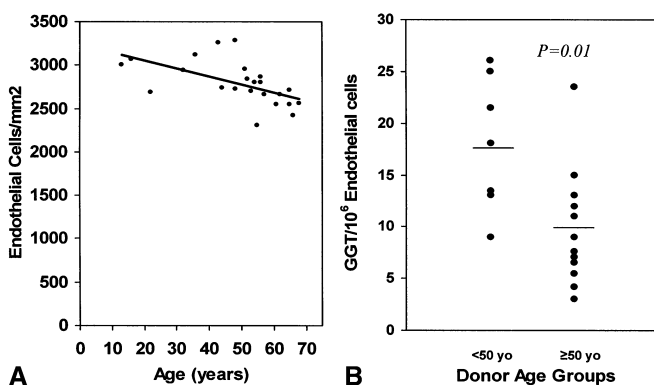 3500
3000
2500
2000
1500
1000
500
0
Endothelial Cells/mm2
0 10 20 30 40 50 60 70
Age (years)
A
P=0.01
30
25
20
15
10
5
0
GGT/10⁶ Endothelial cells
<50 yo ≥50 yo
Donor Age Groups
B